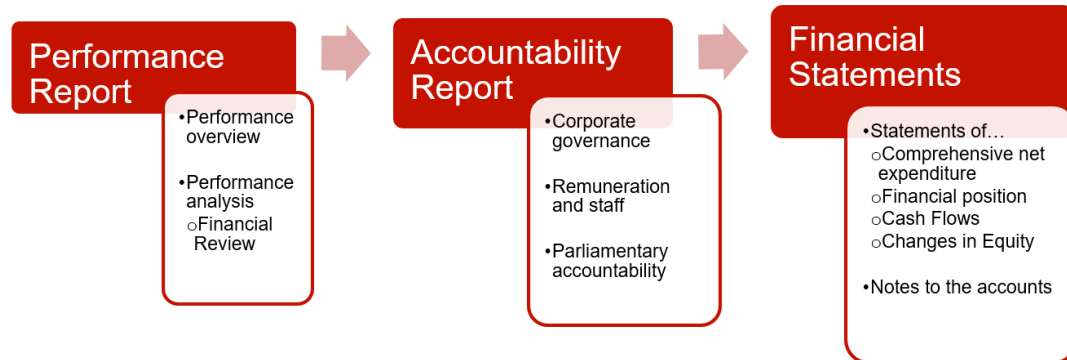 Performance
Report
•Performance
overview
•Performance
analysis
oFinancial
Review
Accountability
Report
•Corporate
governance
•Remuneration
and staff
•Parliamentary
accountability
Financial
Statements
•Statements of…
oComprehensive net
expenditure
oFinancial position
oCash Flows
oChanges in Equity
•Notes to the accounts